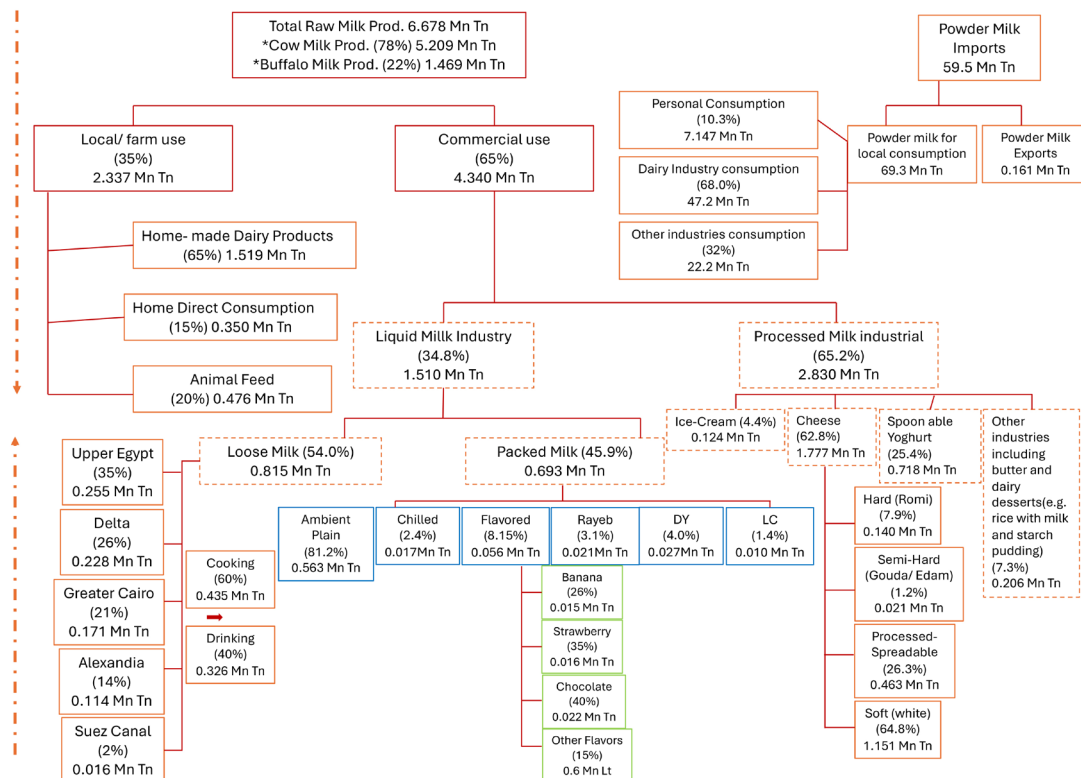 Total Raw Milk Prod. 6.678 Mn Tn
*Cow Milk Prod. (78%) 5.209 Mn Tn
*Buffalo Milk Prod. (22%) 1.469 Mn Tn
Powder Milk
Imports
59.5 Mn Tn
Local/ farm use
(35%)
2.337 Mn Tn
Commercial use
(65%)
4.340 Mn Tn
Personal Consumption
(10.3%)
7.147 Mn Tn
Dairy Industry consumption
(68.0%)
47.2 Mn Tn
Other industries consumption
(32%)
22.2 Mn Tn
Powder milk for
local consumption
69.3 Mn Tn
Powder Milk
Exports
0.161 Mn Tn
Home- made Dairy Products
(65%) 1.519 Mn Tn
Home Direct Consumption
(15%) 0.350 Mn Tn
Animal Feed
(20%) 0.476 Mn Tn
Liquid Millk Industry
(34.8%)
1.510 Mn Tn
Processed Milk industrial
(65.2%)
2.830 Mn Tn
Loose Milk (54.0%)
0.815 Mn Tn
Packed Milk (45.9%)
0.693 Mn Tn
Ice-Cream (4.4%)
0.124 Mn Tn
Cheese
(62.8%)
1.777 Mn Tn
Spoon able
Yoghurt
(25.4%)
0.718 Mn Tn
Other
industries
including
butter and
dairy
desserts(e.g.
rice with milk
and starch
pudding)
(7.3%)
0.206 Mn Tn
Upper Egypt
(35%)
0.255 Mn Tn
Delta
(26%)
0.228 Mn Tn
Greater Cairo
(21%)
0.171 Mn Tn
Alexandia
(14%)
0.114 Mn Tn
Suez Canal
(2%)
0.016 Mn Tn
Cooking
(60%)
0.435 Mn Tn
Drinking
(40%)
0.326 Mn Tn
Ambient
Plain
(81.2%)
0.563 Mn Tn
Chilled
(2.4%)
0.017Mn Tn
Flavored
(8.15%)
0.056 Mn Tn
Rayeb
(3.1%)
0.021Mn Tn
DY
(4.0%)
0.027Mn Tn
LC
(1.4%)
0.010 Mn Tn
Banana
(26%)
0.015 Mn Tn
Strawberry
(35%)
0.016 Mn Tn
Chocolate
(40%)
0.022 Mn Tn
Other Flavors
(15%)
0.6 Mn Lt
Hard (Romi)
(7.9%)
0.140 Mn Tn
Semi-Hard
(Gouda/ Edam)
(1.2%)
0.021 Mn Tn
Processed-
Spreadable
(26.3%)
0.463 Mn Tn
Soft (white)
(64.8%)
1.151 Mn Tn